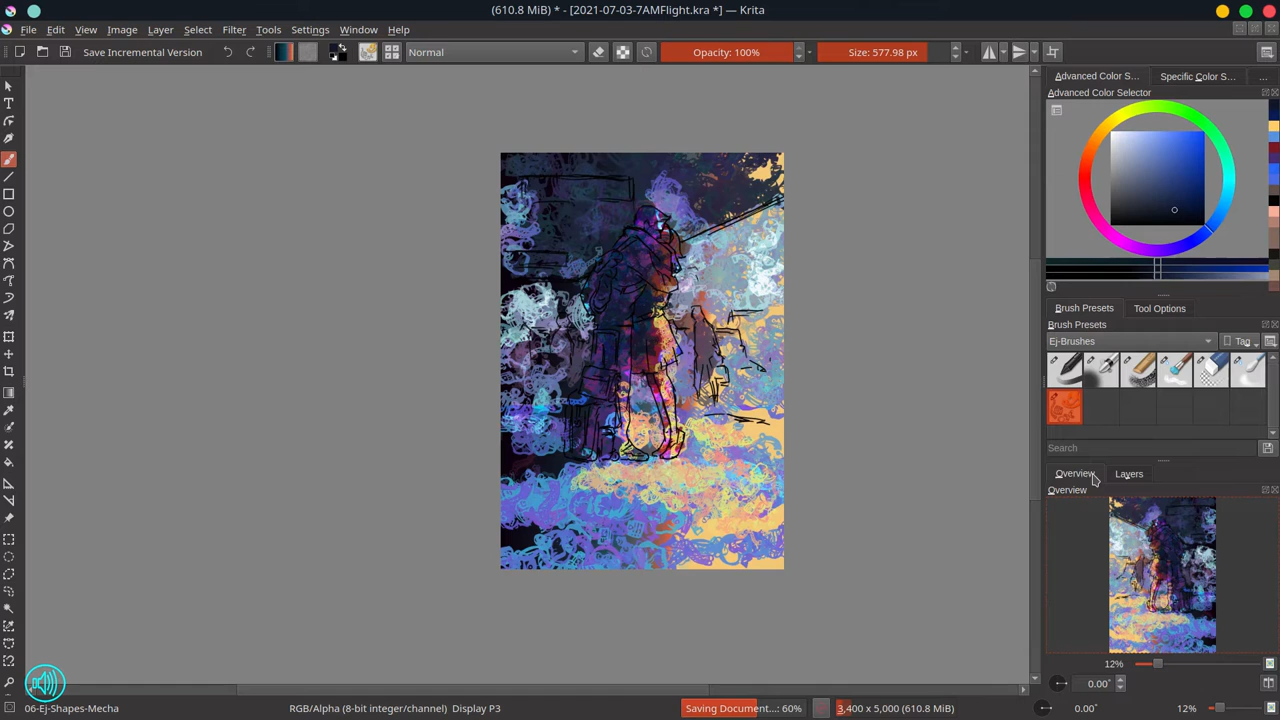 (610.8 MiB) * - [2021-07-03-7AMFlight.kra *] — Krita
File Edit View Image Layer Select Filter Tools Settings Window Help
Save Incremental Version Normal Opacity: 100% Size: 577.98 px
Advanced Color S... Specific Color S... ...
Advanced Color Selector
Brush Presets Tool Options
Brush Presets
Ej-Brushes Tag
Search
Overview Layers
Overview
12%
0.00°
06-Ej-Shapes-Mecha RGB/Alpha (8-bit integer/channel) Display P3 Saving Document...: 60% 3,400 x 5,000 (610.8 MiB) 0.00° 12%